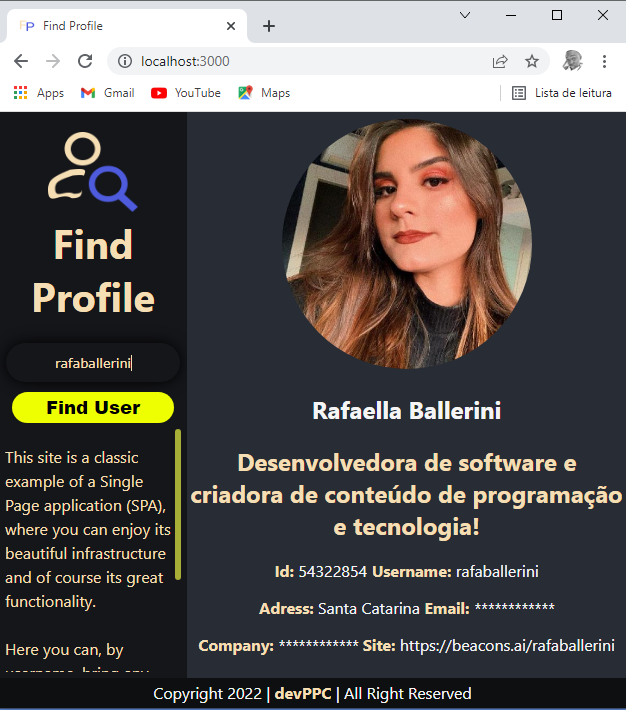 Find Profile
localhost:3000
Apps Gmail YouTube Maps Lista de leitura
Find
Profile
rafaballerini
Find User
This site is a classic
example of a Single
Page application (SPA),
where you can enjoy its
beautiful infrastructure
and of course its great
functionality.
Here you can, by
username, bring any
Rafaella Ballerini
Desenvolvedora de software e
criadora de conteúdo de programação
e tecnologia!
Id: 54322854 Username: rafaballerini
Adress: Santa Catarina Email: ************
Company: ************ Site: https://beacons.ai/rafaballerini
Copyright 2022 | devPPC | All Right Reserved